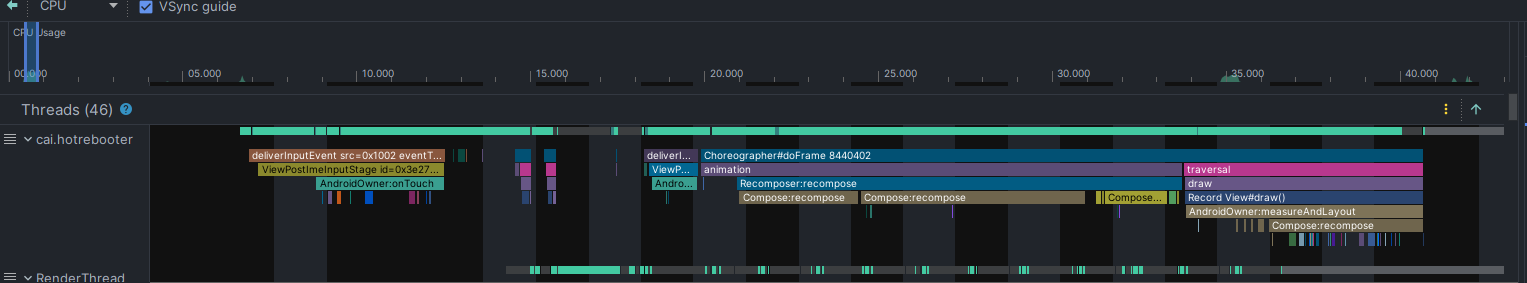 CPU VSync guide
CPU Usage
00.000 05.000 10.000 15.000 20.000 25.000 30.000 35.000 40.000
Threads (46)
cai.hotrebooter
deliverInputEvent src=0x1002 eventT... deliverI... Choreographer#doFrame 8440402
ViewPostImeInputStage id=0x3e27... ViewP... animation traversal
AndroidOwner:onTouch Andro... Recomposer:recompose draw
Compose:recompose Compose:recompose Compose... Record View#draw()
AndroidOwner:measureAndLayout
Compose:recompose
RenderThread